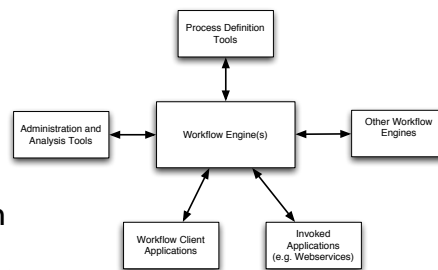 Process Definition
Tools
Administration and
Analysis Tools
Workflow Engine(s)
Other Workflow
Engines
Workflow Client
Applications
Invoked
Applications
(e.g. Webservices)